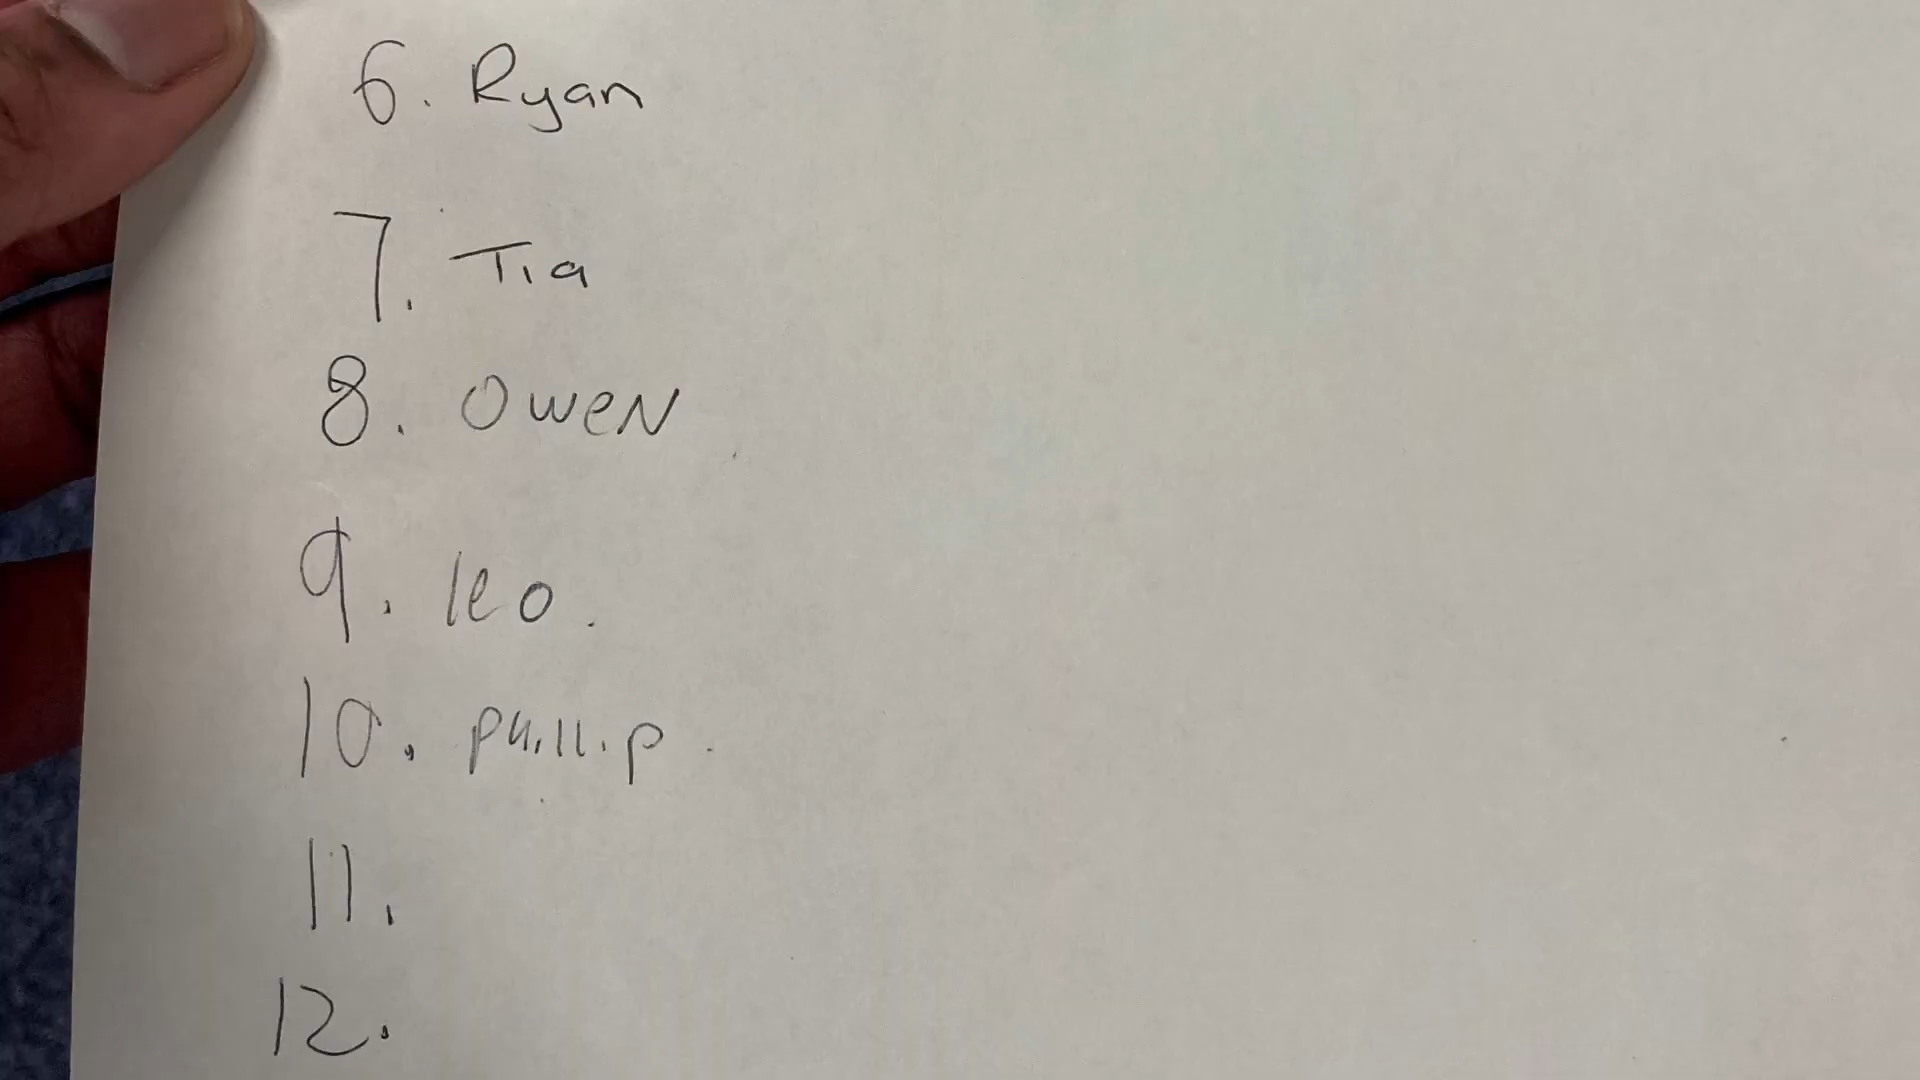 6. Ryan
7. Tia
8. OweN
9. leo.
10. phillip.
11.
12.